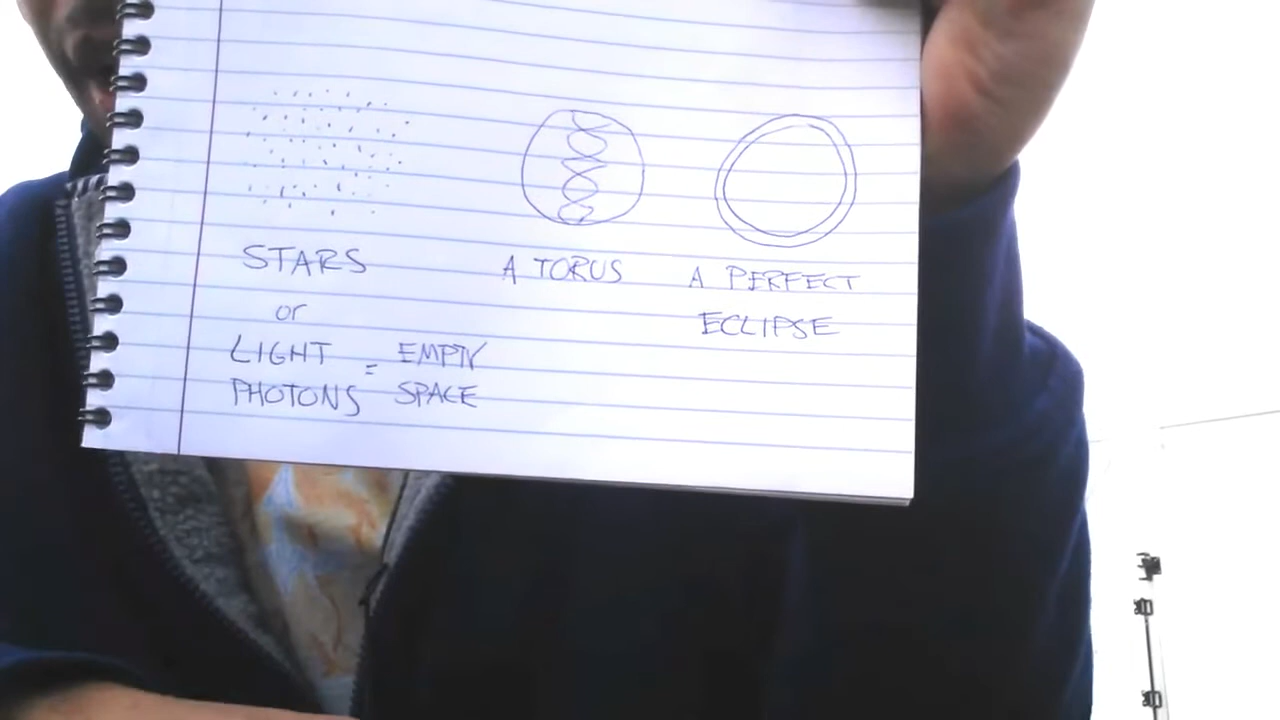 STARS
or
LIGHT
PHOTONS = EMPTY
SPACE
A TORUS
A PERFECT
ECLIPSE